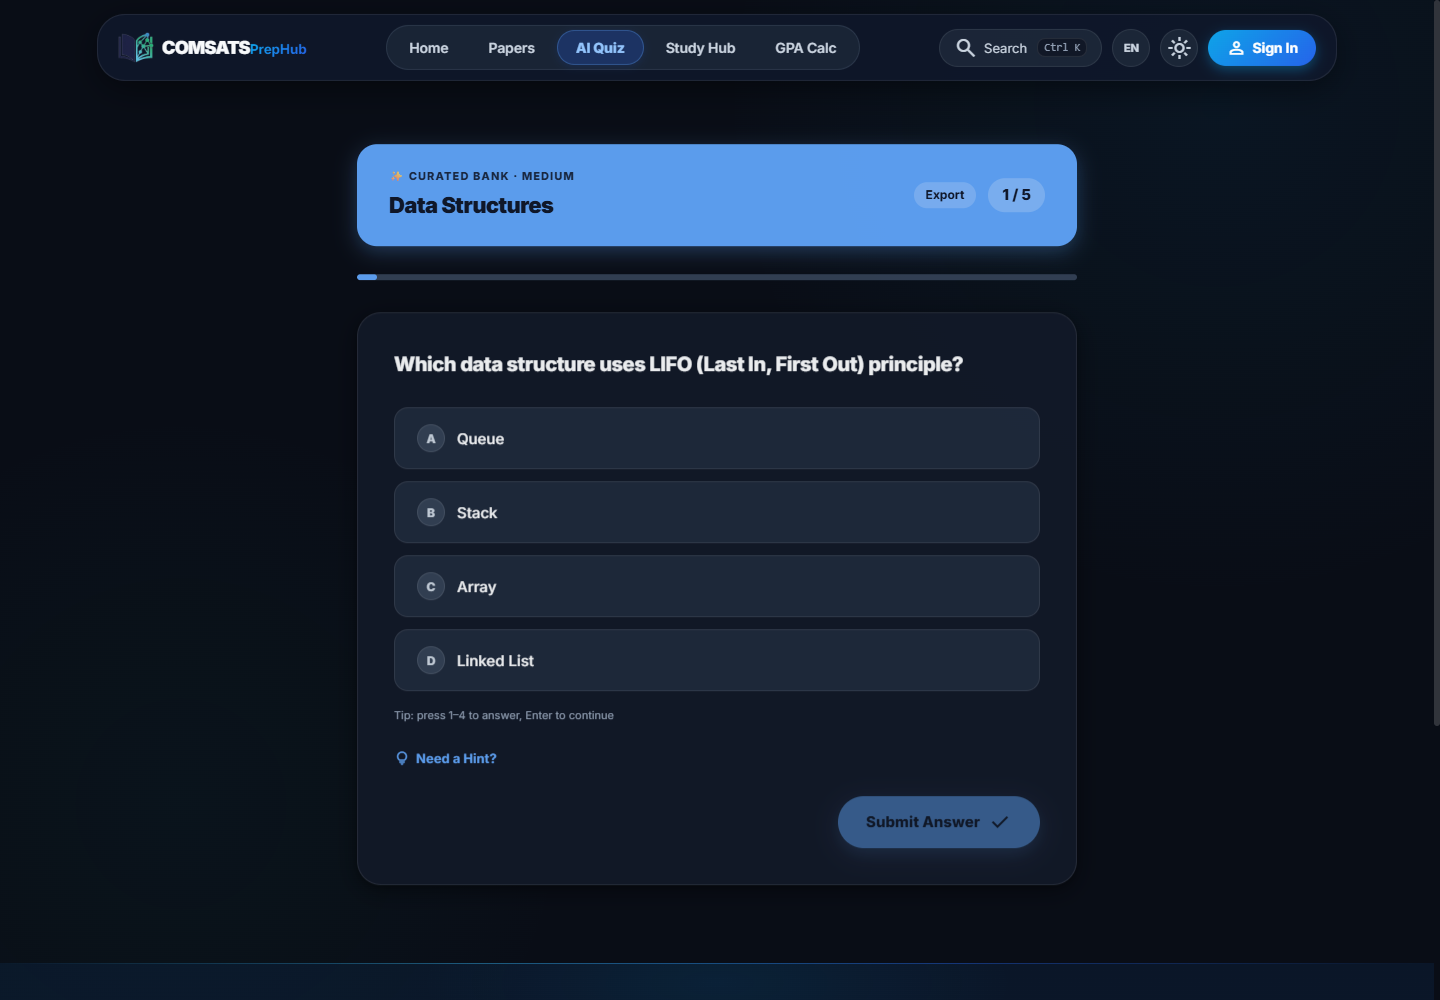 COMSATSPrepHub
Home
Papers
AI Quiz
Study Hub
GPA Calc
Search
Ctrl K
EN
Sign In
✨ CURATED BANK · MEDIUM
Data Structures
Export
1 / 5
Which data structure uses LIFO (Last In, First Out) principle?
A Queue
B Stack
C Array
D Linked List
Tip: press 1–4 to answer, Enter to continue
Need a Hint?
Submit Answer